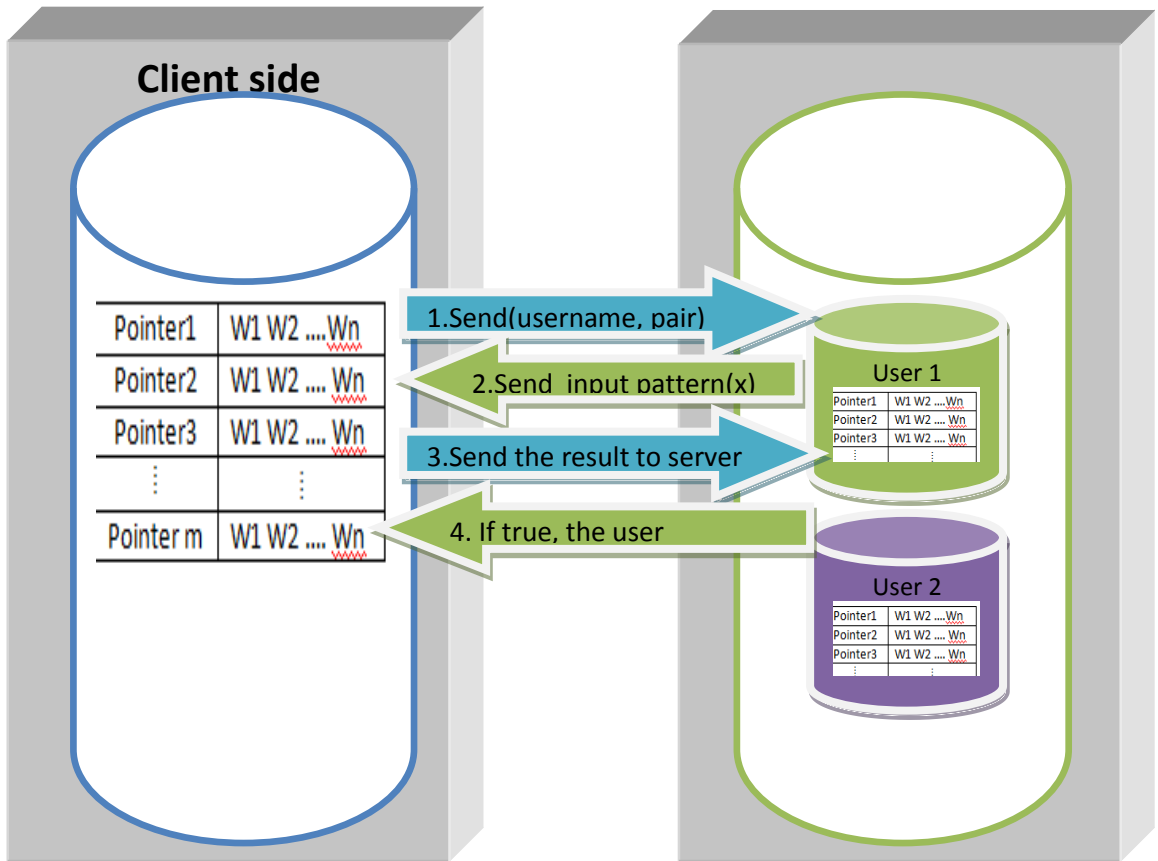 Client side
Pointer1 W1 W2 ....Wn
Pointer2 W1 W2 .... Wn
Pointer3 W1 W2 .... Wn
⋮ ⋮
Pointer m W1 W2 .... Wn
1.Send(username, pair)
2.Send input pattern(x)
3.Send the result to server
4. If true, the user
User 1
Pointer1 W1 W2 ....Wn
Pointer2 W1 W2 .... Wn
Pointer3 W1 W2 .... Wn
⋮ ⋮
User 2
Pointer1 W1 W2 ....Wn
Pointer2 W1 W2 .... Wn
Pointer3 W1 W2 .... Wn
⋮ ⋮